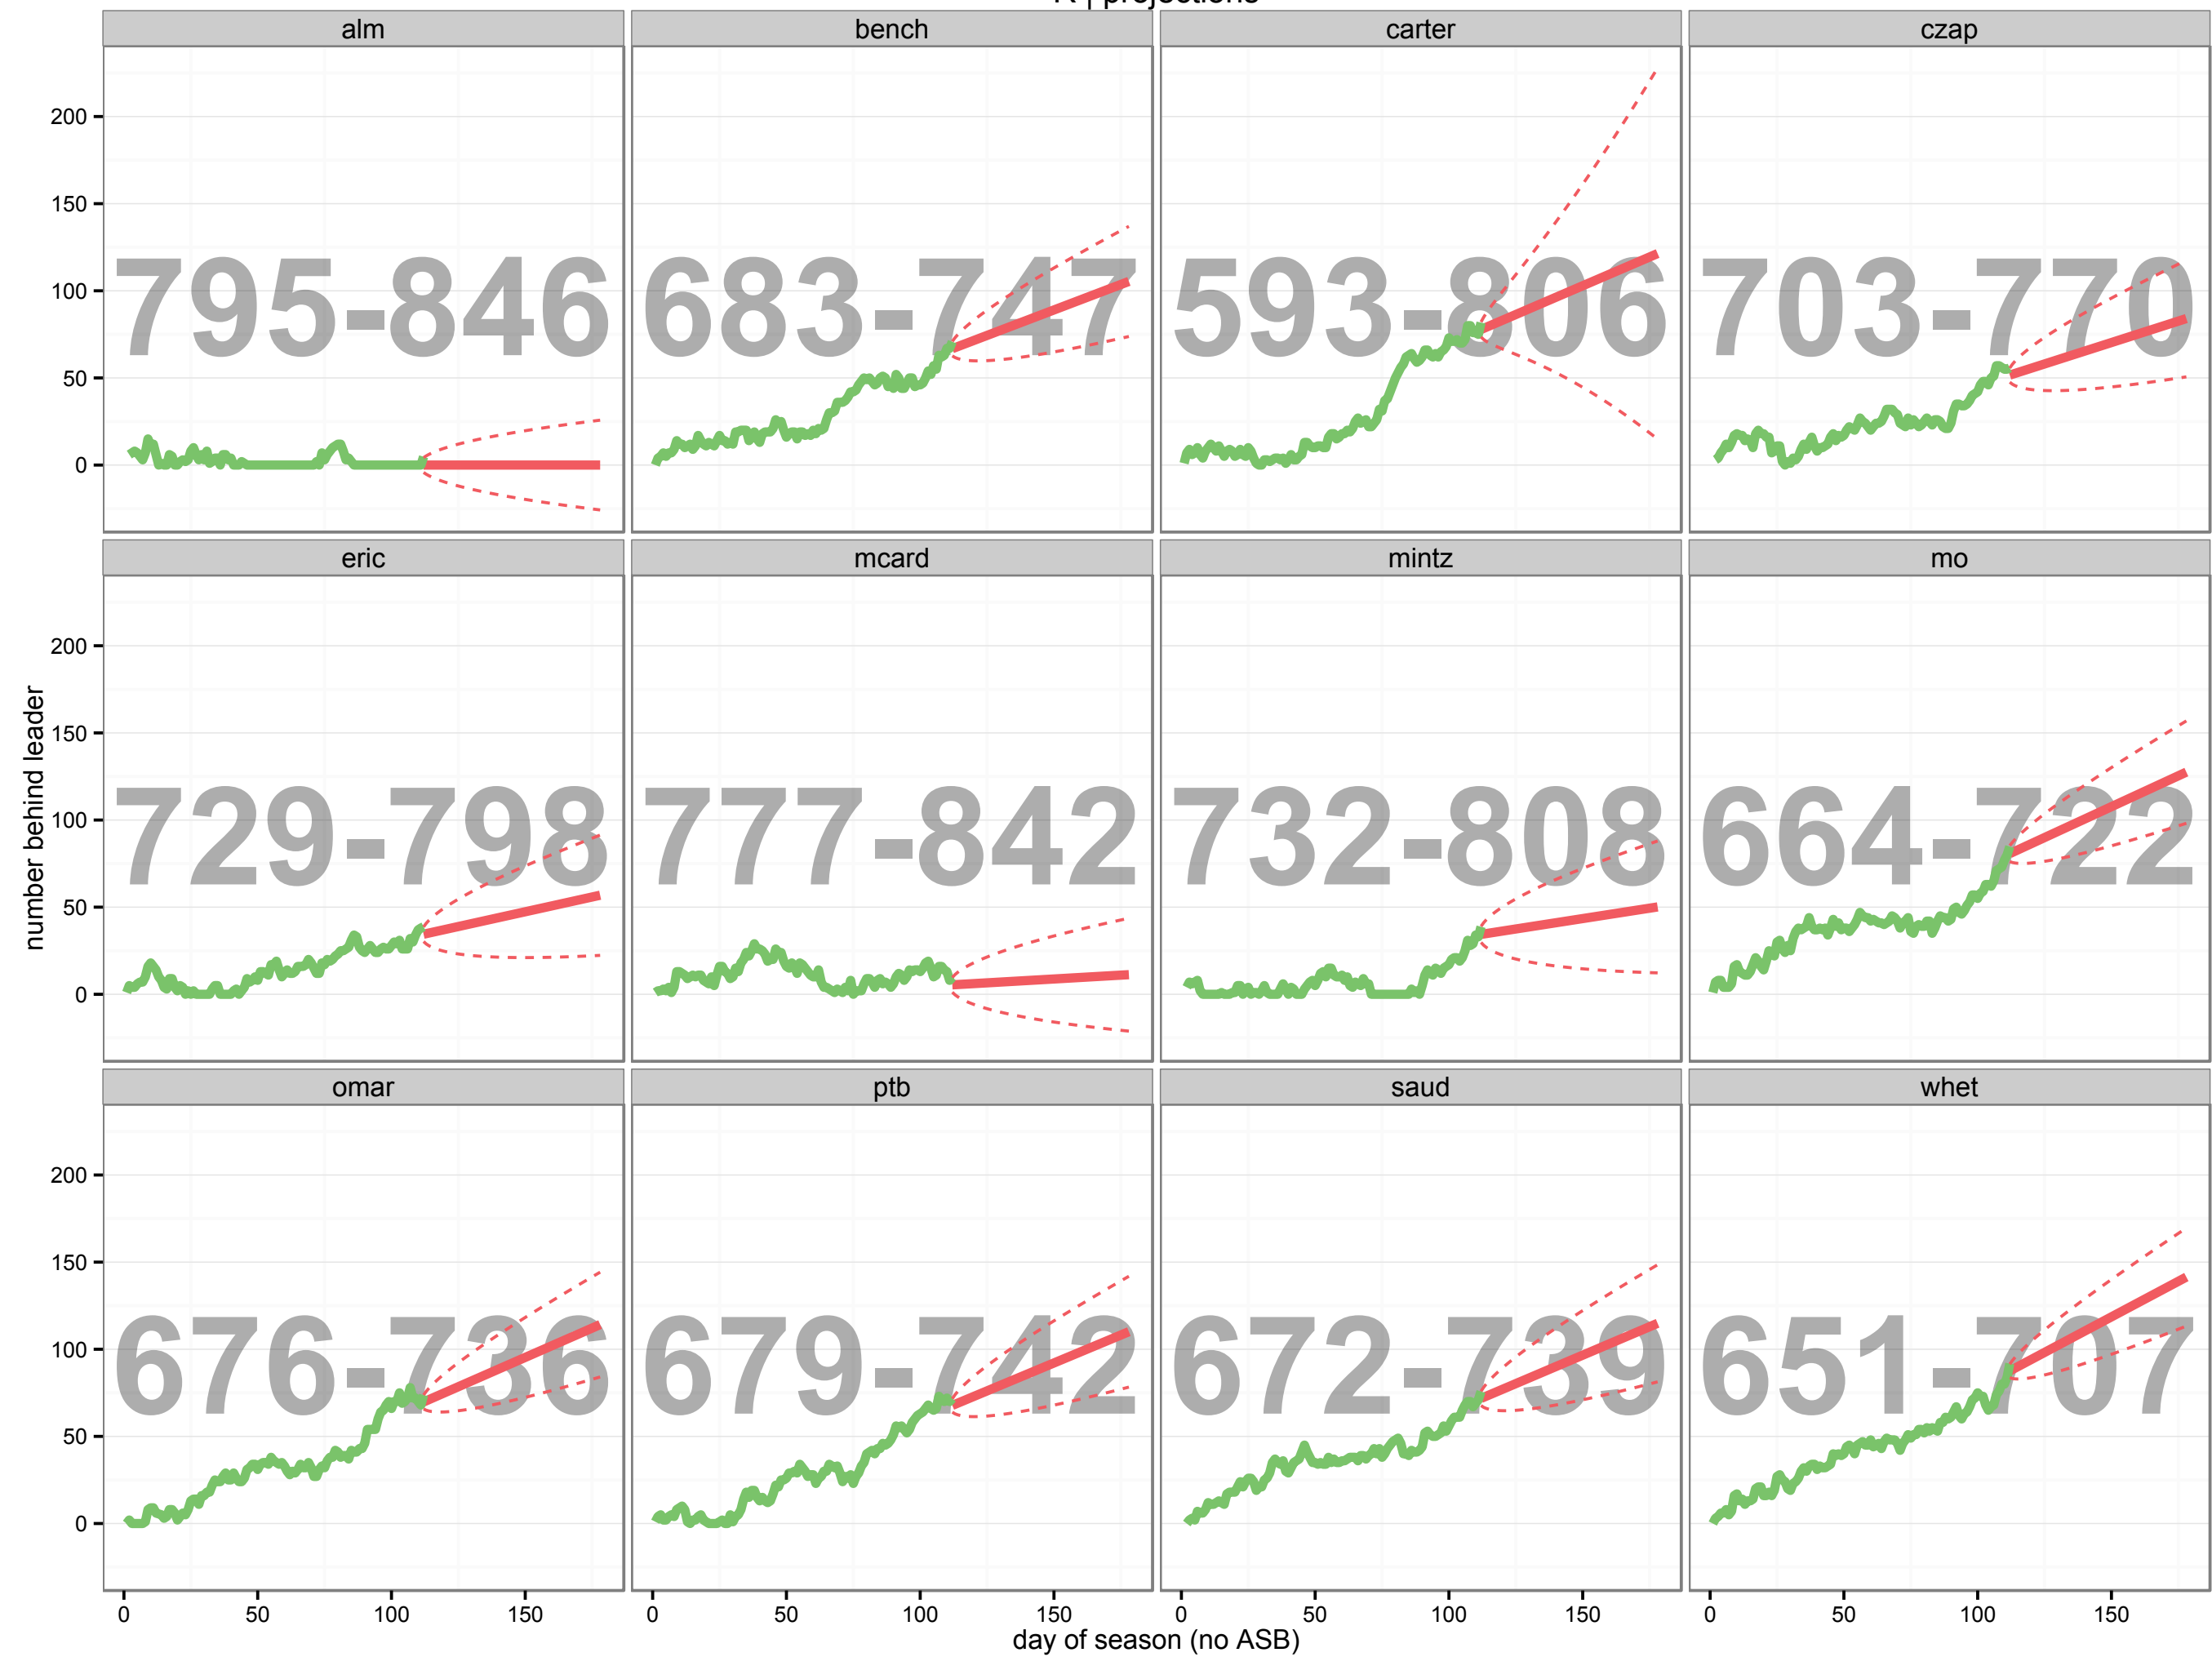 R | projections
alm bench carter czap
200
150
100
50
0
795-846 683-747 593-806 703-770
eric mcard mintz mo
200
150
100
50
0
729-798 777-842 732-808 664-722
number behind leader
omar ptb saud whet
200
150
100
50
0
676-736 679-742 672-739 651-707
0 50 100 150 0 50 100 150 0 50 100 150 0 50 100 150
day of season (no ASB)